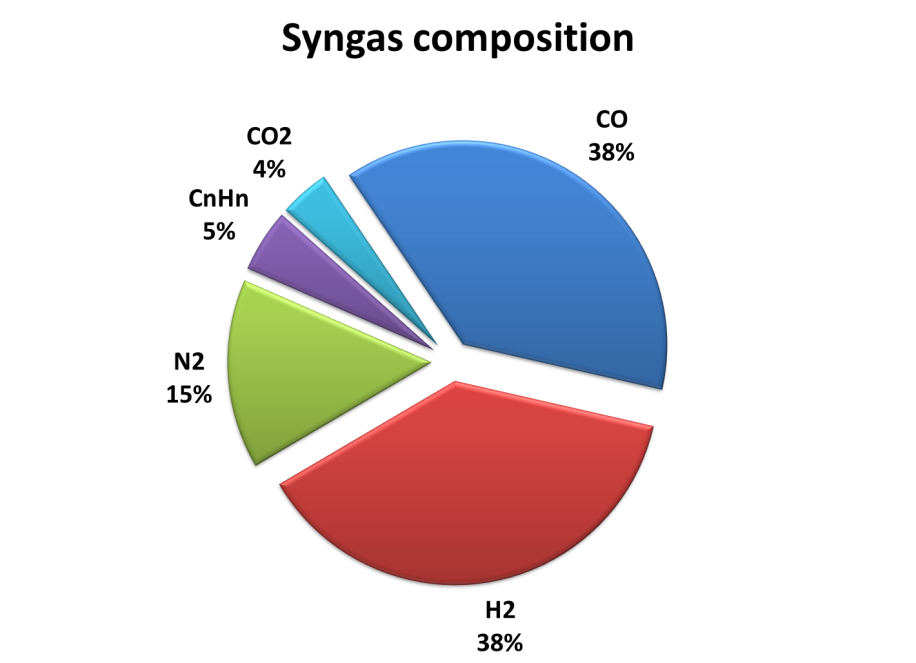 Syngas composition
CO
38%
CO2
4%
CnHn
5%
N2
15%
H2
38%